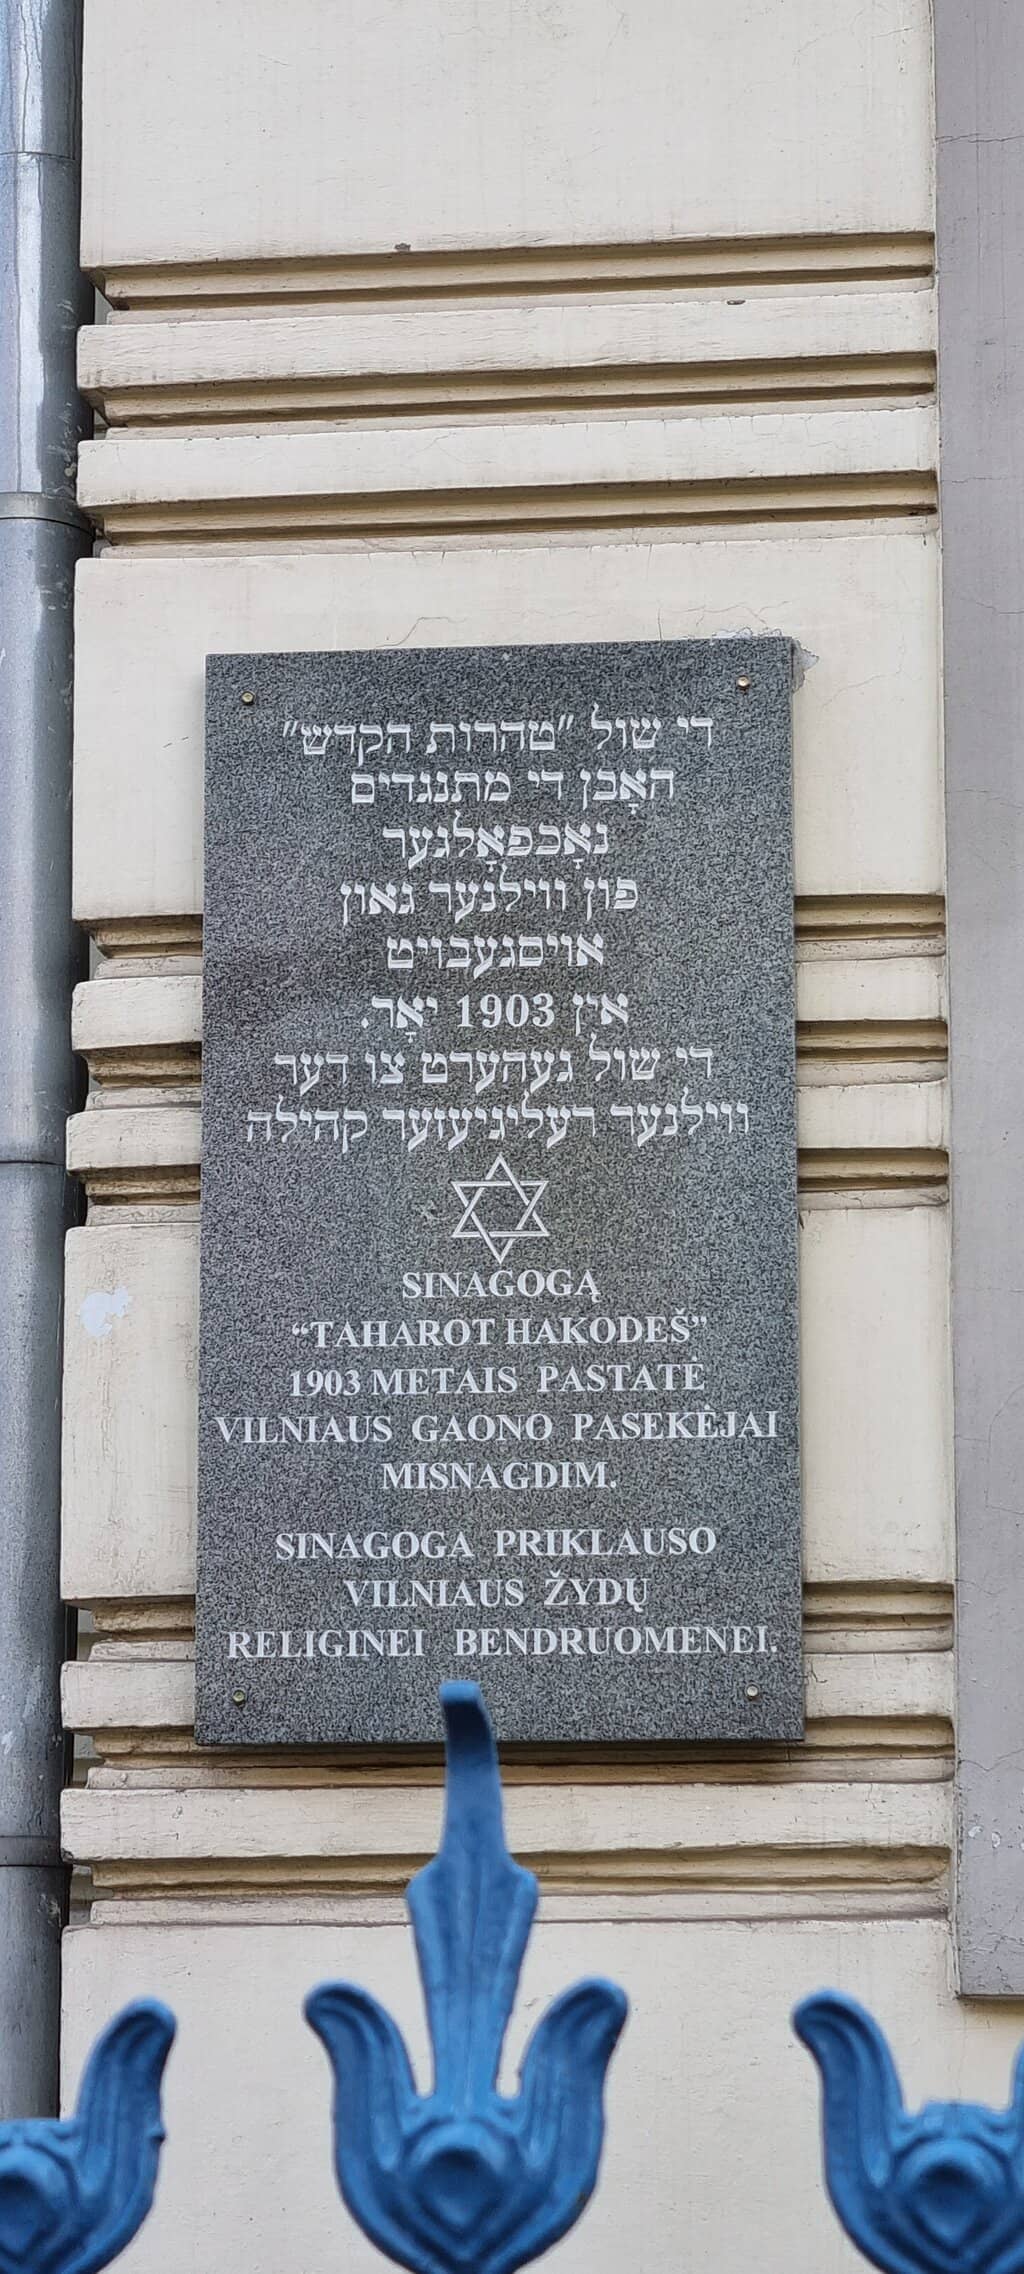 די שול "טהרות הקדש"
האָבן די מתנגדים
נאָכפאָלגער
פון ווילנער גאון
אויסגעבויט
אין 1903 יאָר.
די שול געהערט צו דער
ווילנער רעליגיעזער קהילה
SINAGOGĄ
“TAHAROT HAKODEŠ”
1903 METAIS PASTATĖ
VILNIAUS GAONO PASEKĖJAI
MISNAGDIM.
SINAGOGA PRIKLAUSO
VILNIAUS ŽYDŲ
RELIGINEI BENDRUOMENEI.